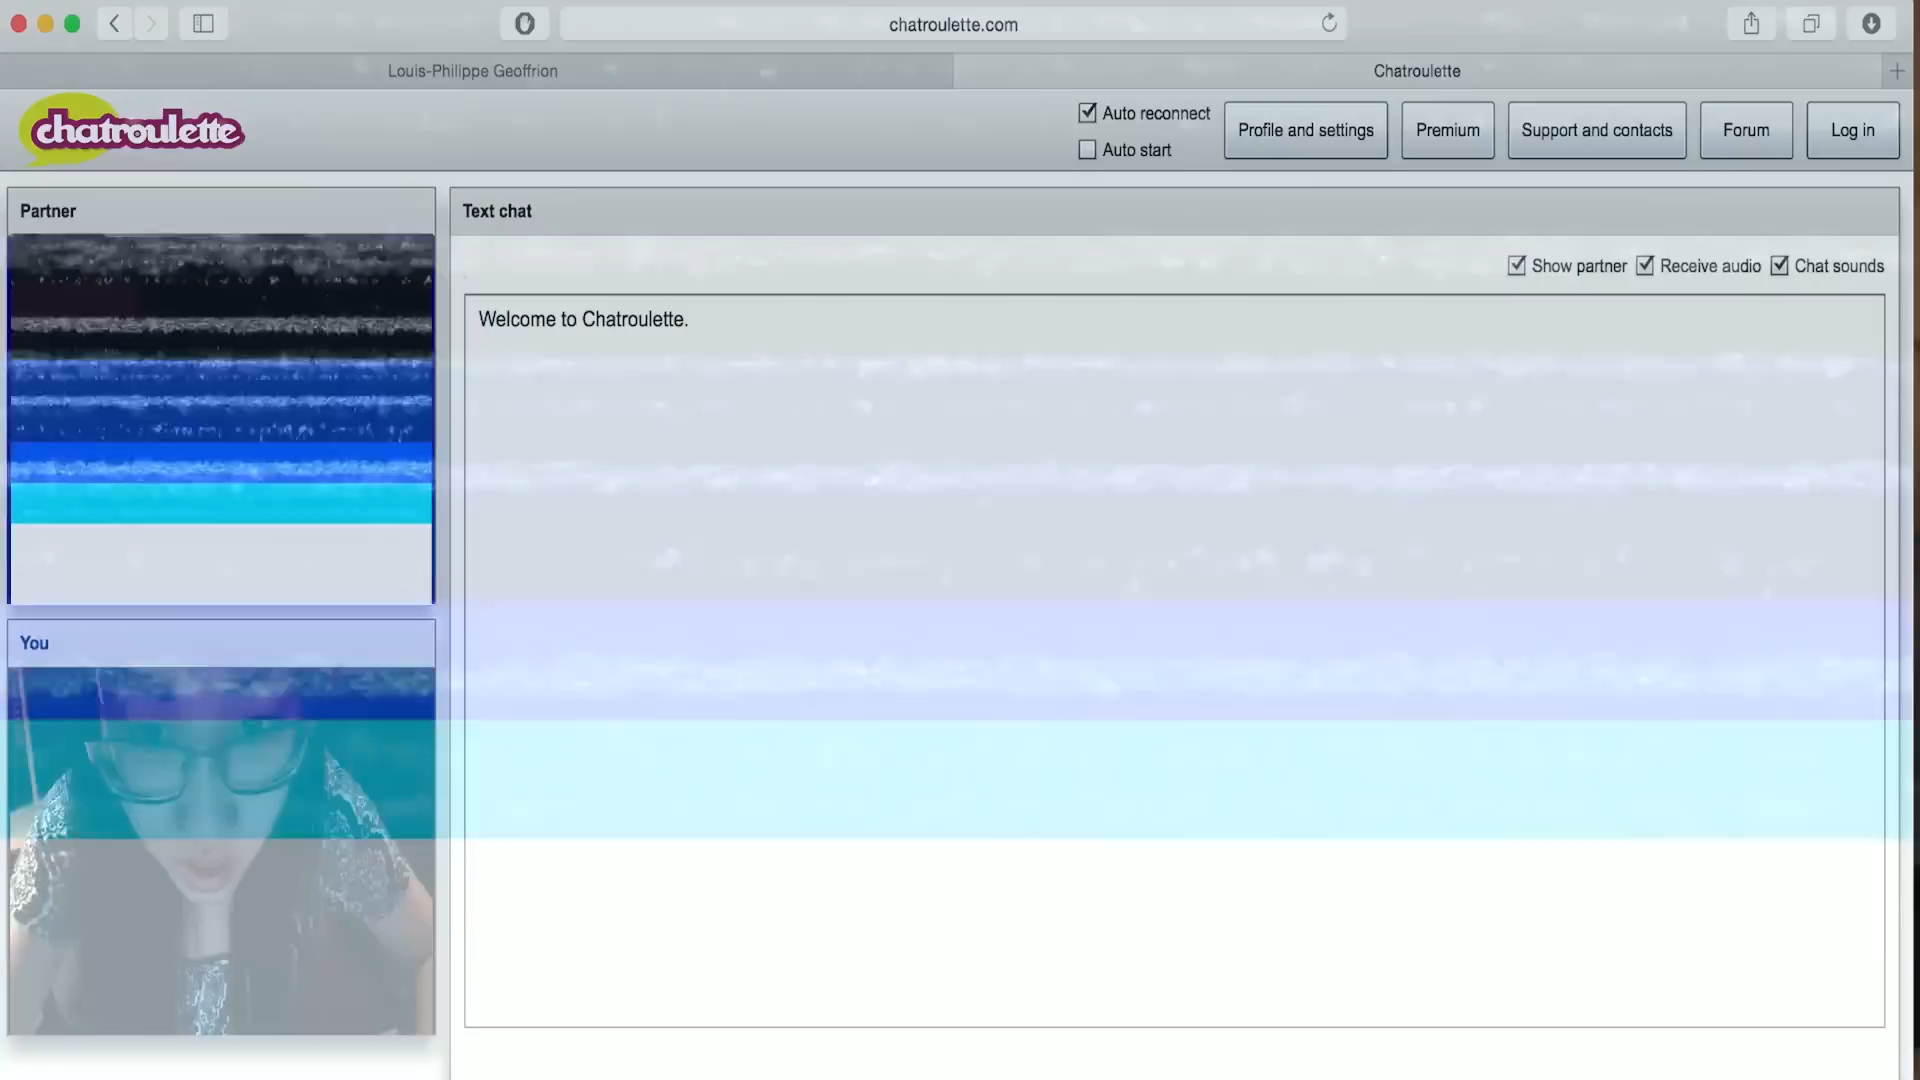 chatroulette.com
Louis-Philippe Geoffrion
Chatroulette
chatroulette
Auto reconnect
Auto start
Profile and settings
Premium
Support and contacts
Forum
Log in
Partner
Text chat
Show partner
Receive audio
Chat sounds
Welcome to Chatroulette.
You